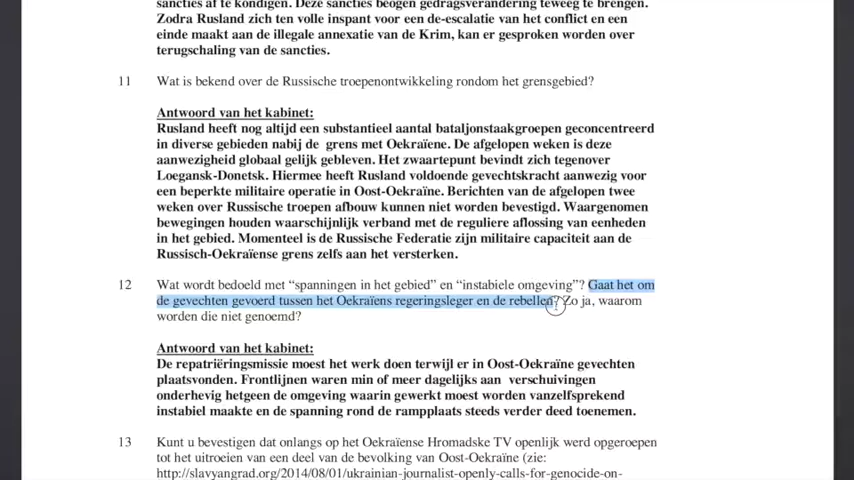 sancties af te kondigen. Deze sancties beogen gedragsverandering teweeg te brengen.
Zodra Rusland zich ten volle inspant voor een de-escalatie van het conflict en een
einde maakt aan de illegale annexatie van de Krim, kan er gesproken worden over
terugschaling van de sancties.
11 Wat is bekend over de Russische troepenontwikkeling rondom het grensgebied?
Antwoord van het kabinet:
Rusland heeft nog altijd een substantieel aantal bataljonstaakgroepen geconcentreerd
in diverse gebieden nabij de grens met Oekraïene. De afgelopen weken is deze
aanwezigheid globaal gelijk gebleven. Het zwaartepunt bevindt zich tegenover
Loegansk-Donetsk. Hiermee heeft Rusland voldoende gevechtskracht aanwezig voor
een beperkte militaire operatie in Oost-Oekraïne. Berichten van de afgelopen twee
weken over Russische troepen afbouw kunnen niet worden bevestigd. Waargenomen
bewegingen houden waarschijnlijk verband met de reguliere aflossing van eenheden
in het gebied. Momenteel is de Russische Federatie zijn militaire capaciteit aan de
Russisch-Oekraïense grens zelfs aan het versterken.
12 Wat wordt bedoeld met “spanningen in het gebied” en “instabiele omgeving”? Gaat het om
de gevechten gevoerd tussen het Oekraïens regeringsleger en de rebellen? Zo ja, waarom
worden die niet genoemd?
Antwoord van het kabinet:
De repatriëringsmissie moest het werk doen terwijl er in Oost-Oekraïne gevechten
plaatsvonden. Frontlijnen waren min of meer dagelijks aan verschuivingen
onderhevig hetgeen de omgeving waarin gewerkt moest worden vanzelfsprekend
instabiel maakte en de spanning rond de rampplaats steeds verder deed toenemen.
13 Kunt u bevestigen dat onlangs op het Oekraïense Hromadske TV openlijk werd opgeroepen
tot het uitroeien van een deel van de bevolking van Oost-Oekraïne (zie:
http://slavyangrad.org/2014/08/01/ukrainian-journalist-openly-calls-for-genocide-on-